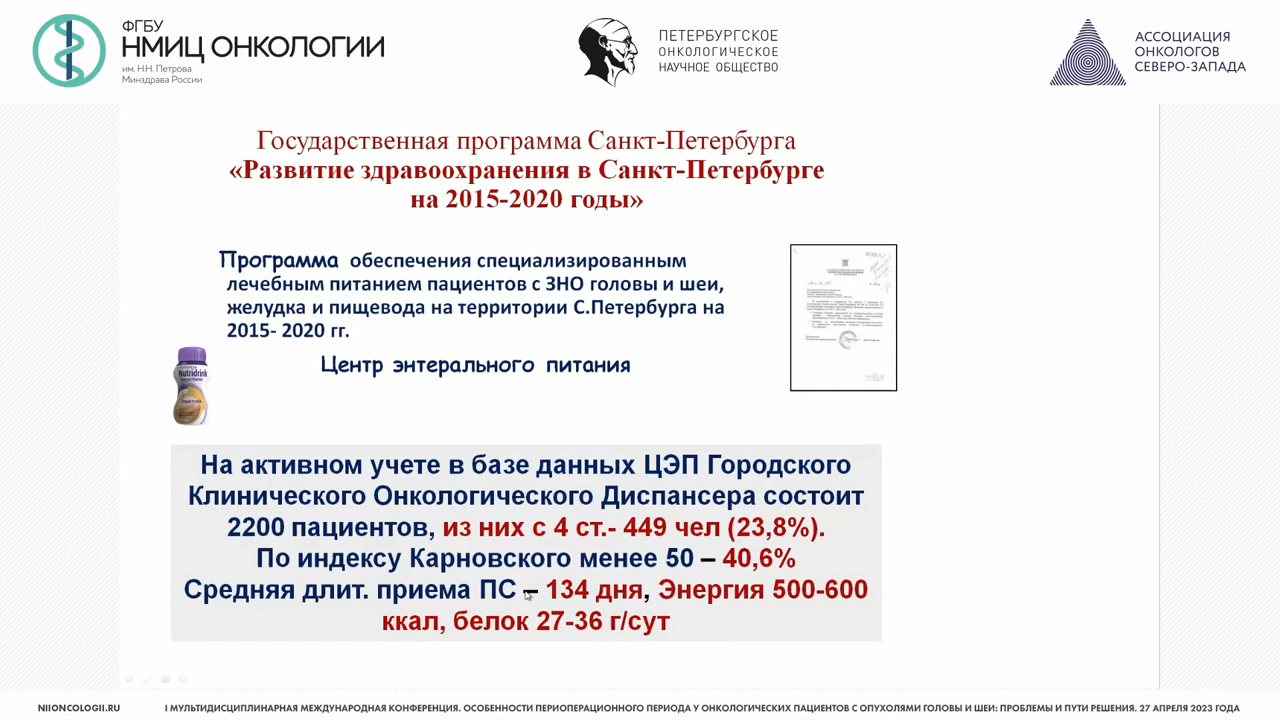 ФГБУ
НМИЦ ОНКОЛОГИИ
им. Н.Н. Петрова
Минздрава России
ПЕТЕРБУРГСКОЕ
ОНКОЛОГИЧЕСКОЕ
НАУЧНОЕ ОБЩЕСТВО
АССОЦИАЦИЯ
ОНКОЛОГОВ
СЕВЕРО-ЗАПАДА
Государственная программа Санкт-Петербурга
«Развитие здравоохранения в Санкт-Петербурге
на 2015-2020 годы»
Программа обеспечения специализированным
лечебным питанием пациентов с ЗНО головы и шеи,
желудка и пищевода на территории С.Петербурга на
2015- 2020 гг.
Центр энтерального питания
Nutridrink
На активном учете в базе данных ЦЭП Городского
Клинического Онкологического Диспансера состоит
2200 пациентов, из них с 4 ст.- 449 чел (23,8%).
По индексу Карновского менее 50 – 40,6%
Средняя длит. приема ПС – 134 дня, Энергия 500-600
ккал, белок 27-36 г/сут
NIIONCOLOGII.RU
I МУЛЬТИДИСЦИПЛИНАРНАЯ МЕЖДУНАРОДНАЯ КОНФЕРЕНЦИЯ. ОСОБЕННОСТИ ПЕРИОПЕРАЦИОННОГО ПЕРИОДА У ОНКОЛОГИЧЕСКИХ ПАЦИЕНТОВ С ОПУХОЛЯМИ ГОЛОВЫ И ШЕИ: ПРОБЛЕМЫ И ПУТИ РЕШЕНИЯ. 27 АПРЕЛЯ 2023 ГОДА